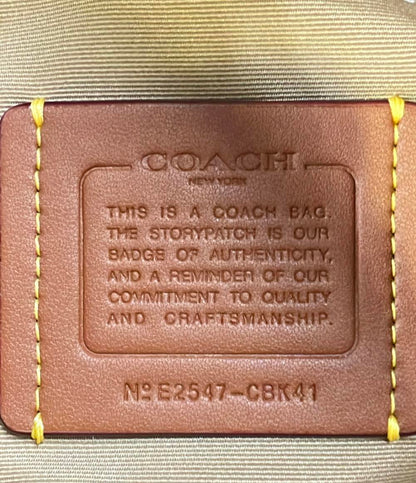 COACH
NEW YORK
THIS IS A COACH BAG.
THE STORYPATCH IS OUR
BADGE OF AUTHENTICITY,
AND A REMINDER OF OUR
COMMITMENT TO QUALITY
AND CRAFTSMANSHIP.
Nº E2547-CBK41